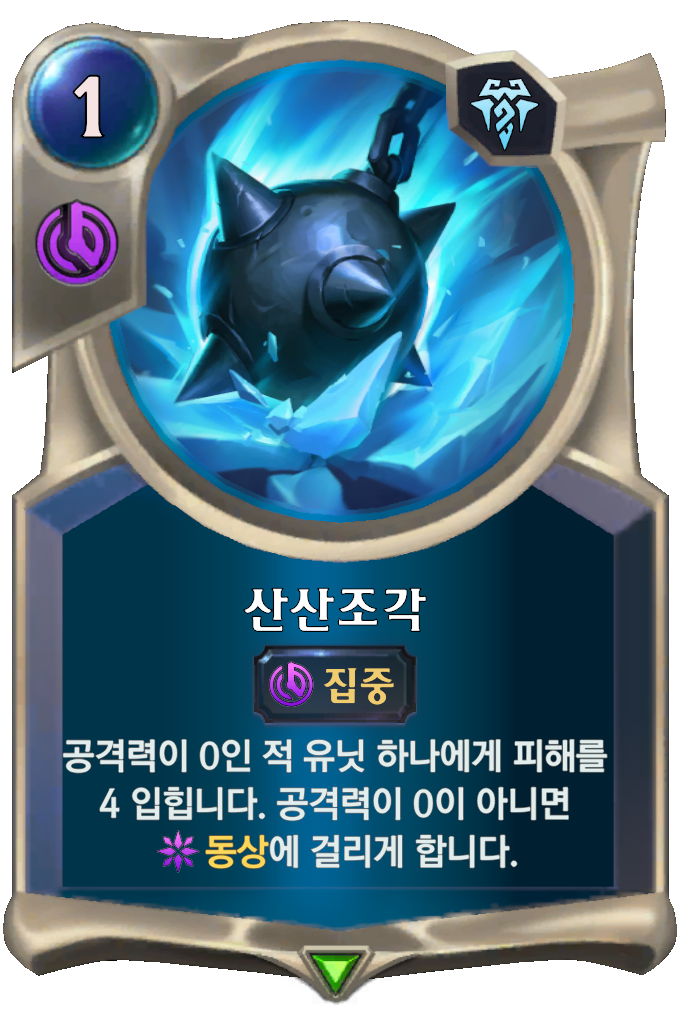 1
산산조각
집중
공격력이 0인 적 유닛 하나에게 피해를
4 입힙니다. 공격력이 0이 아니면
동상에 걸리게 합니다.